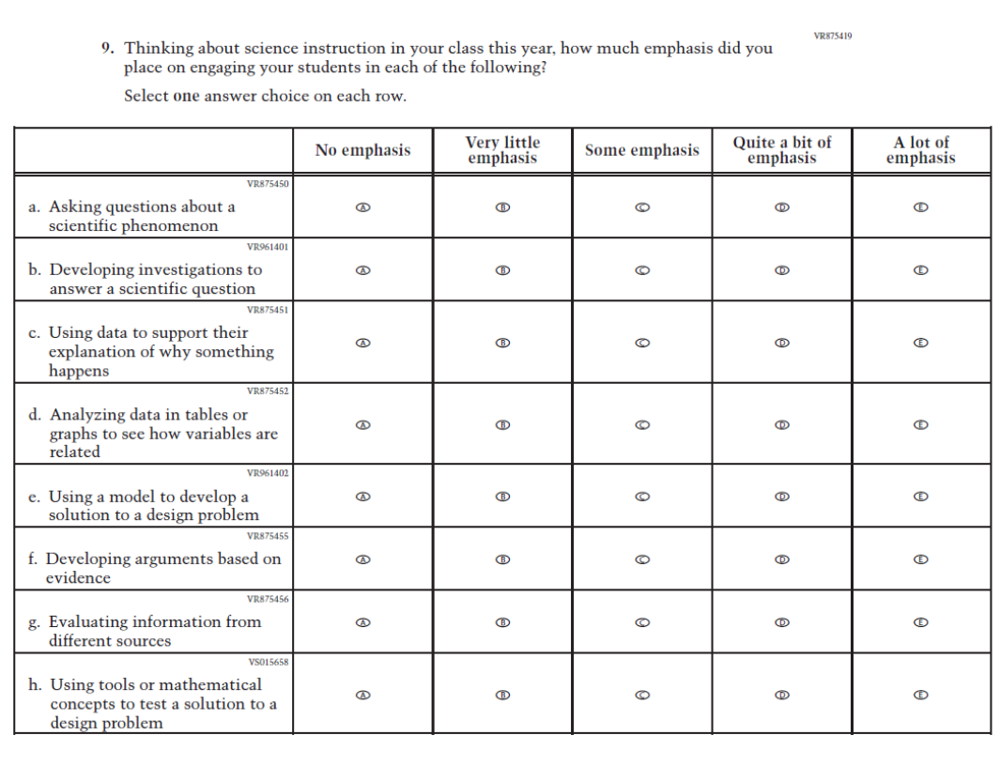 VR875419
9. Thinking about science instruction in your class this year, how much emphasis did you
place on engaging your students in each of the following?
Select one answer choice on each row.
No emphasis Very little emphasis Some emphasis Quite a bit of emphasis A lot of emphasis
VR875450
a. Asking questions about a
scientific phenomenon
A B C D E
VR961401
b. Developing investigations to
answer a scientific question
A B C D E
VR875451
c. Using data to support their
explanation of why something
happens
A B C D E
VR875452
d. Analyzing data in tables or
graphs to see how variables are
related
A B C D E
VR961402
e. Using a model to develop a
solution to a design problem
A B C D E
VR875455
f. Developing arguments based on
evidence
A B C D E
VR875456
g. Evaluating information from
different sources
A B C D E
VS015658
h. Using tools or mathematical
concepts to test a solution to a
design problem
A B C D E